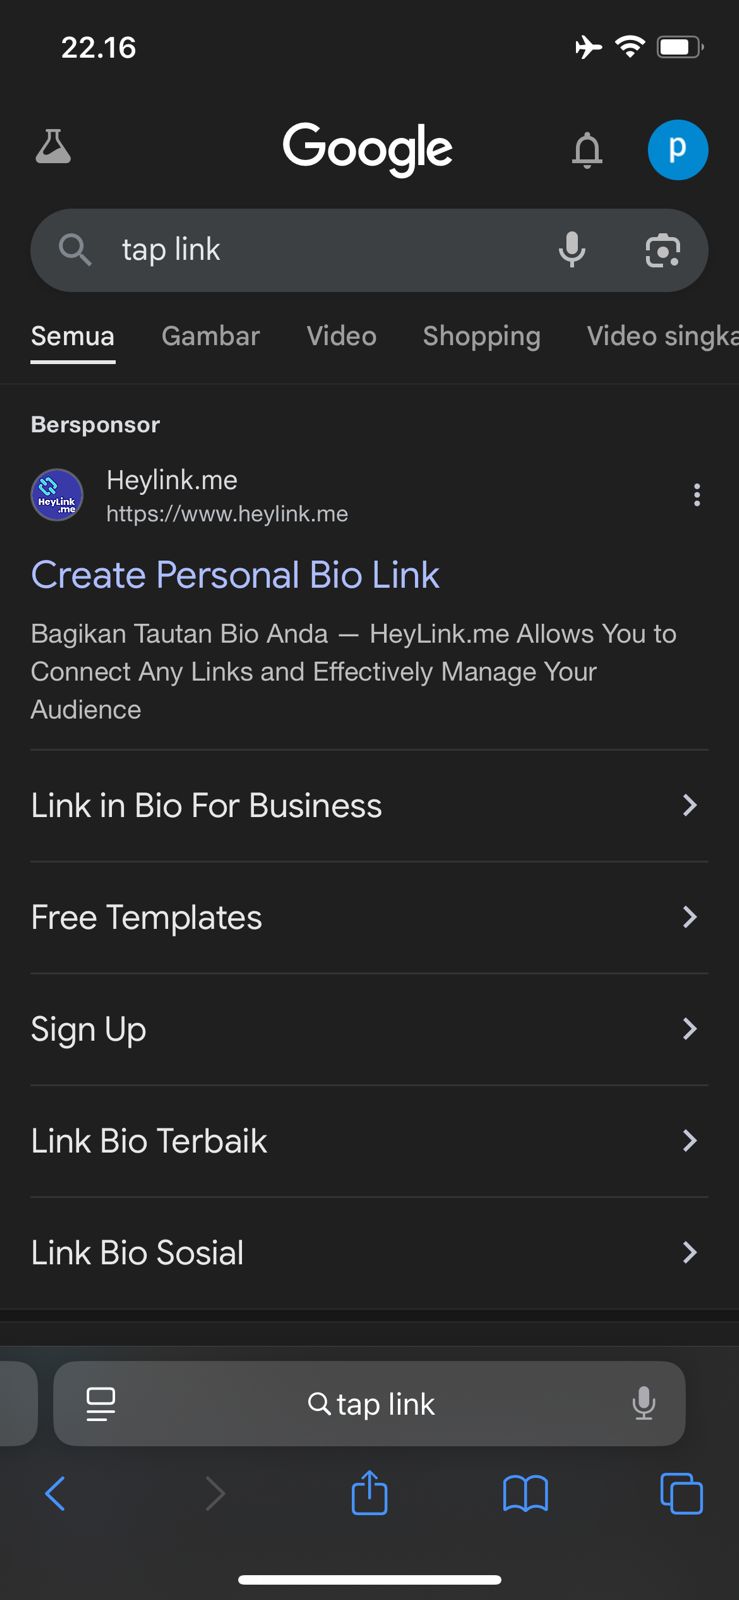 22.16
Google
p
tap link
Semua Gambar Video Shopping Video singka
Bersponsor
HeyLink
.me
Heylink.me
https://www.heylink.me
Create Personal Bio Link
Bagikan Tautan Bio Anda — HeyLink.me Allows You to
Connect Any Links and Effectively Manage Your
Audience
Link in Bio For Business
Free Templates
Sign Up
Link Bio Terbaik
Link Bio Sosial
tap link